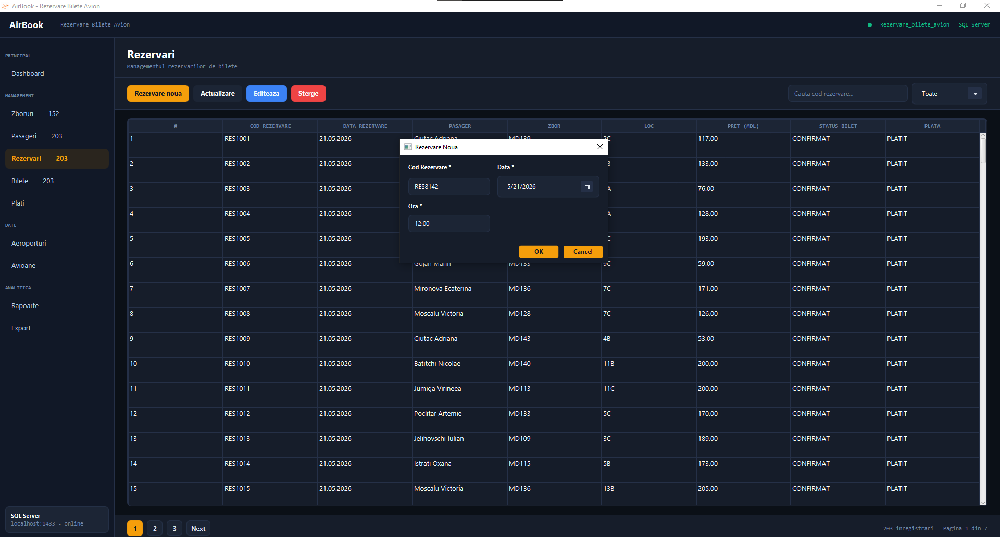 AirBook - Rezervare Bilete Avion
AirBook
Rezervare Bilete Avion
Rezervare_bilete_avion - SQL Server
PRINCIPAL
Dashboard
MANAGEMENT
Zboruri 152
Pasageri 203
Rezervari 203
Bilete 203
Plati
DATE
Aeroporturi
Avioane
ANALITICA
Rapoarte
Export
SQL Server
localhost:1433 - online
Rezervari
Managementul rezervarilor de bilete
Rezervare noua Actualizare Editeaza Sterge
Cauta cod rezervare... Toate
# COD REZERVARE DATA REZERVARE PASAGER ZBOR LOC PRET (MDL) STATUS BILET PLATA
1 RES1001 21.05.2026 Ciutac Adriana MD139 2C 117.00 CONFIRMAT PLATIT
2 RES1002 21.05.2026 B 133.00 CONFIRMAT PLATIT
3 RES1003 21.05.2026 A 76.00 CONFIRMAT PLATIT
4 RES1004 21.05.2026 A 128.00 CONFIRMAT PLATIT
5 RES1005 21.05.2026 C 193.00 CONFIRMAT PLATIT
6 RES1006 21.05.2026 Gojan Marin MD133 9C 59.00 CONFIRMAT PLATIT
7 RES1007 21.05.2026 Mironova Ecaterina MD136 7C 171.00 CONFIRMAT PLATIT
8 RES1008 21.05.2026 Moscalu Victoria MD128 7C 126.00 CONFIRMAT PLATIT
9 RES1009 21.05.2026 Ciutac Adriana MD143 4B 53.00 CONFIRMAT PLATIT
10 RES1010 21.05.2026 Batitchi Nicolae MD140 11B 200.00 CONFIRMAT PLATIT
11 RES1011 21.05.2026 Jumiga Virineea MD113 11C 200.00 CONFIRMAT PLATIT
12 RES1012 21.05.2026 Poclitar Artemie MD133 5C 170.00 CONFIRMAT PLATIT
13 RES1013 21.05.2026 Jelihovschi Iulian MD109 3C 189.00 CONFIRMAT PLATIT
14 RES1014 21.05.2026 Istrati Oxana MD115 5B 173.00 CONFIRMAT PLATIT
15 RES1015 21.05.2026 Moscalu Victoria MD136 13B 205.00 CONFIRMAT PLATIT
Rezervare Noua
Cod Rezervare * Data *
RES8142 5/21/2026
Ora *
12:00
OK Cancel
1 2 3 Next
203 inregistrari - Pagina 1 din 7